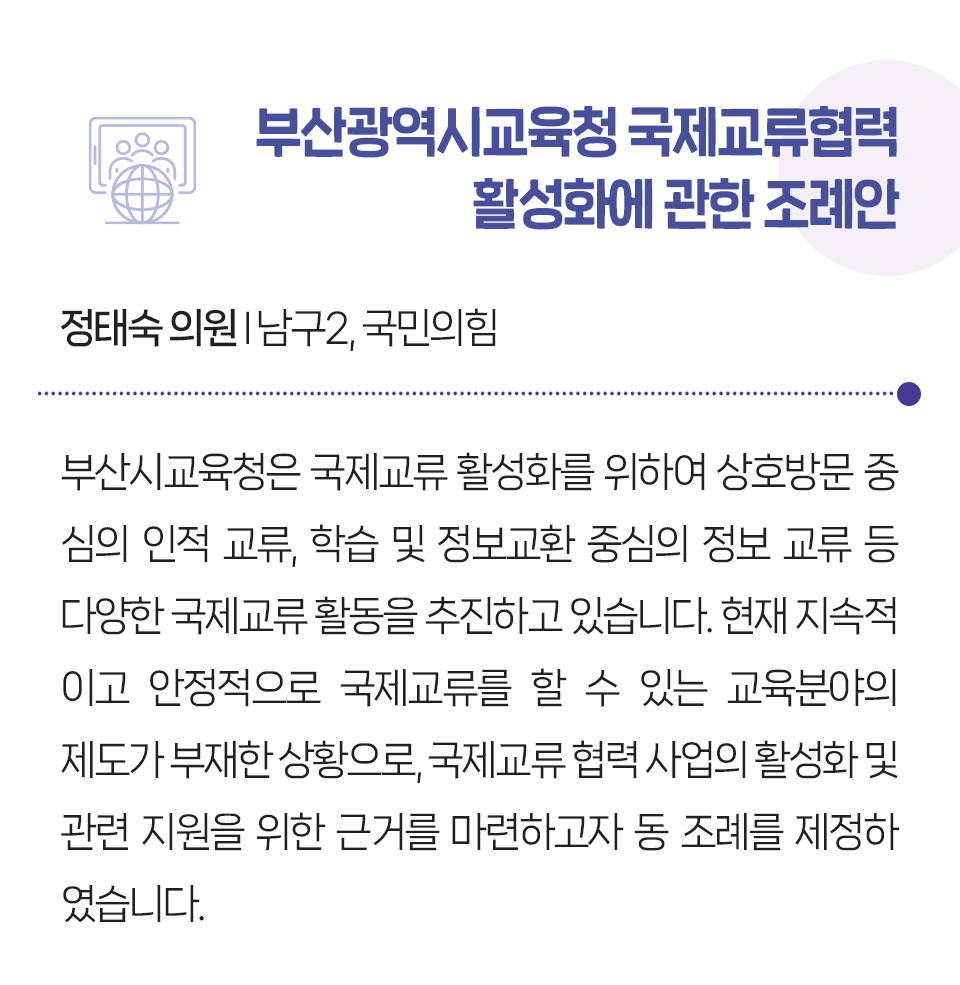 부산광역시교육청 국제교류협력
활성화에 관한 조례안
정태숙 의원 | 남구2, 국민의힘
부산시교육청은 국제교류 활성화를 위하여 상호방문 중
심의 인적 교류, 학습 및 정보교환 중심의 정보 교류 등
다양한 국제교류 활동을 추진하고 있습니다. 현재 지속적
이고 안정적으로 국제교류를 할 수 있는 교육분야의
제도가 부재한 상황으로, 국제교류 협력 사업의 활성화 및
관련 지원을 위한 근거를 마련하고자 동 조례를 제정하
였습니다.